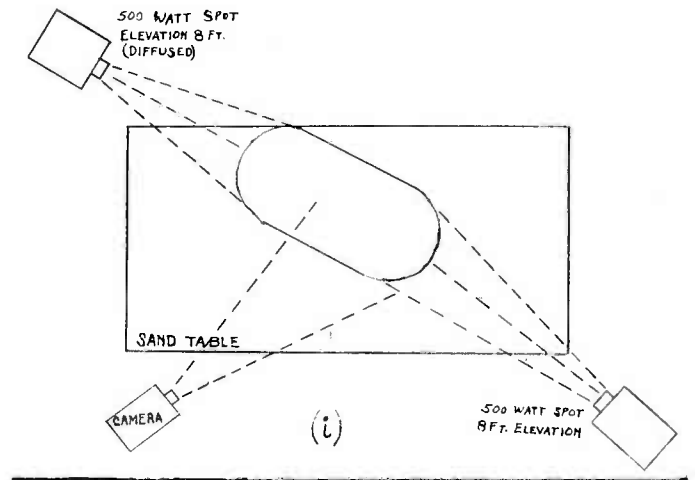 500 WATT SPOT
ELEVATION 8 FT.
(DIFFUSED)
SAND TABLE
CAMERA
(i)
500 WATT SPOT
8 FT. ELEVATION